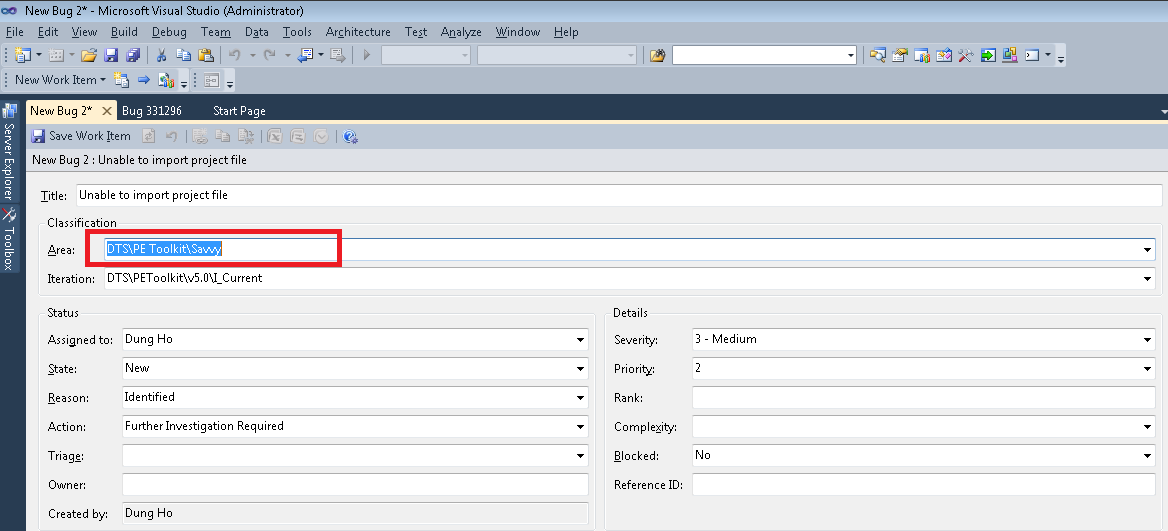 New Bug 2* - Microsoft Visual Studio (Administrator)
File Edit View Build Debug Team Data Tools Architecture Test Analyze Window Help
New Work Item
New Bug 2* Bug 331296 Start Page
Server Explorer
Toolbox
Save Work Item
New Bug 2 : Unable to import project file
Title: Unable to import project file
Classification
Area: DTS\PE Toolkit\Savvy
Iteration: DTS\PEToolkit\v5.0\I_Current
Status
Assigned to: Dung Ho
State: New
Reason: Identified
Action: Further Investigation Required
Triage:
Owner:
Created by: Dung Ho
Details
Severity: 3 - Medium
Priority: 2
Rank:
Complexity:
Blocked: No
Reference ID: